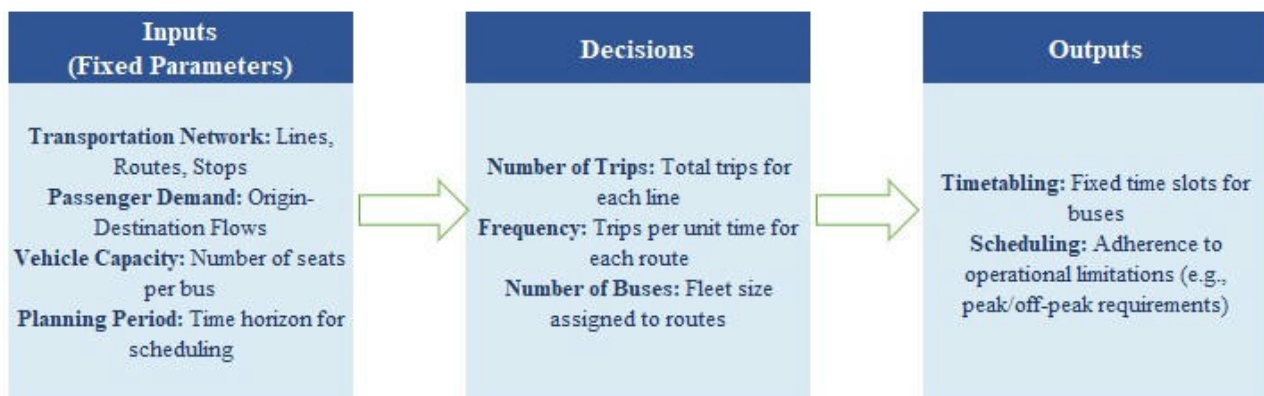 Inputs
(Fixed Parameters)
Transportation Network: Lines,
Routes, Stops
Passenger Demand: Origin-
Destination Flows
Vehicle Capacity: Number of seats
per bus
Planning Period: Time horizon for
scheduling
Decisions
Number of Trips: Total trips for
each line
Frequency: Trips per unit time for
each route
Number of Buses: Fleet size
assigned to routes
Outputs
Timetabling: Fixed time slots for
buses
Scheduling: Adherence to
operational limitations (e.g.,
peak/off-peak requirements)